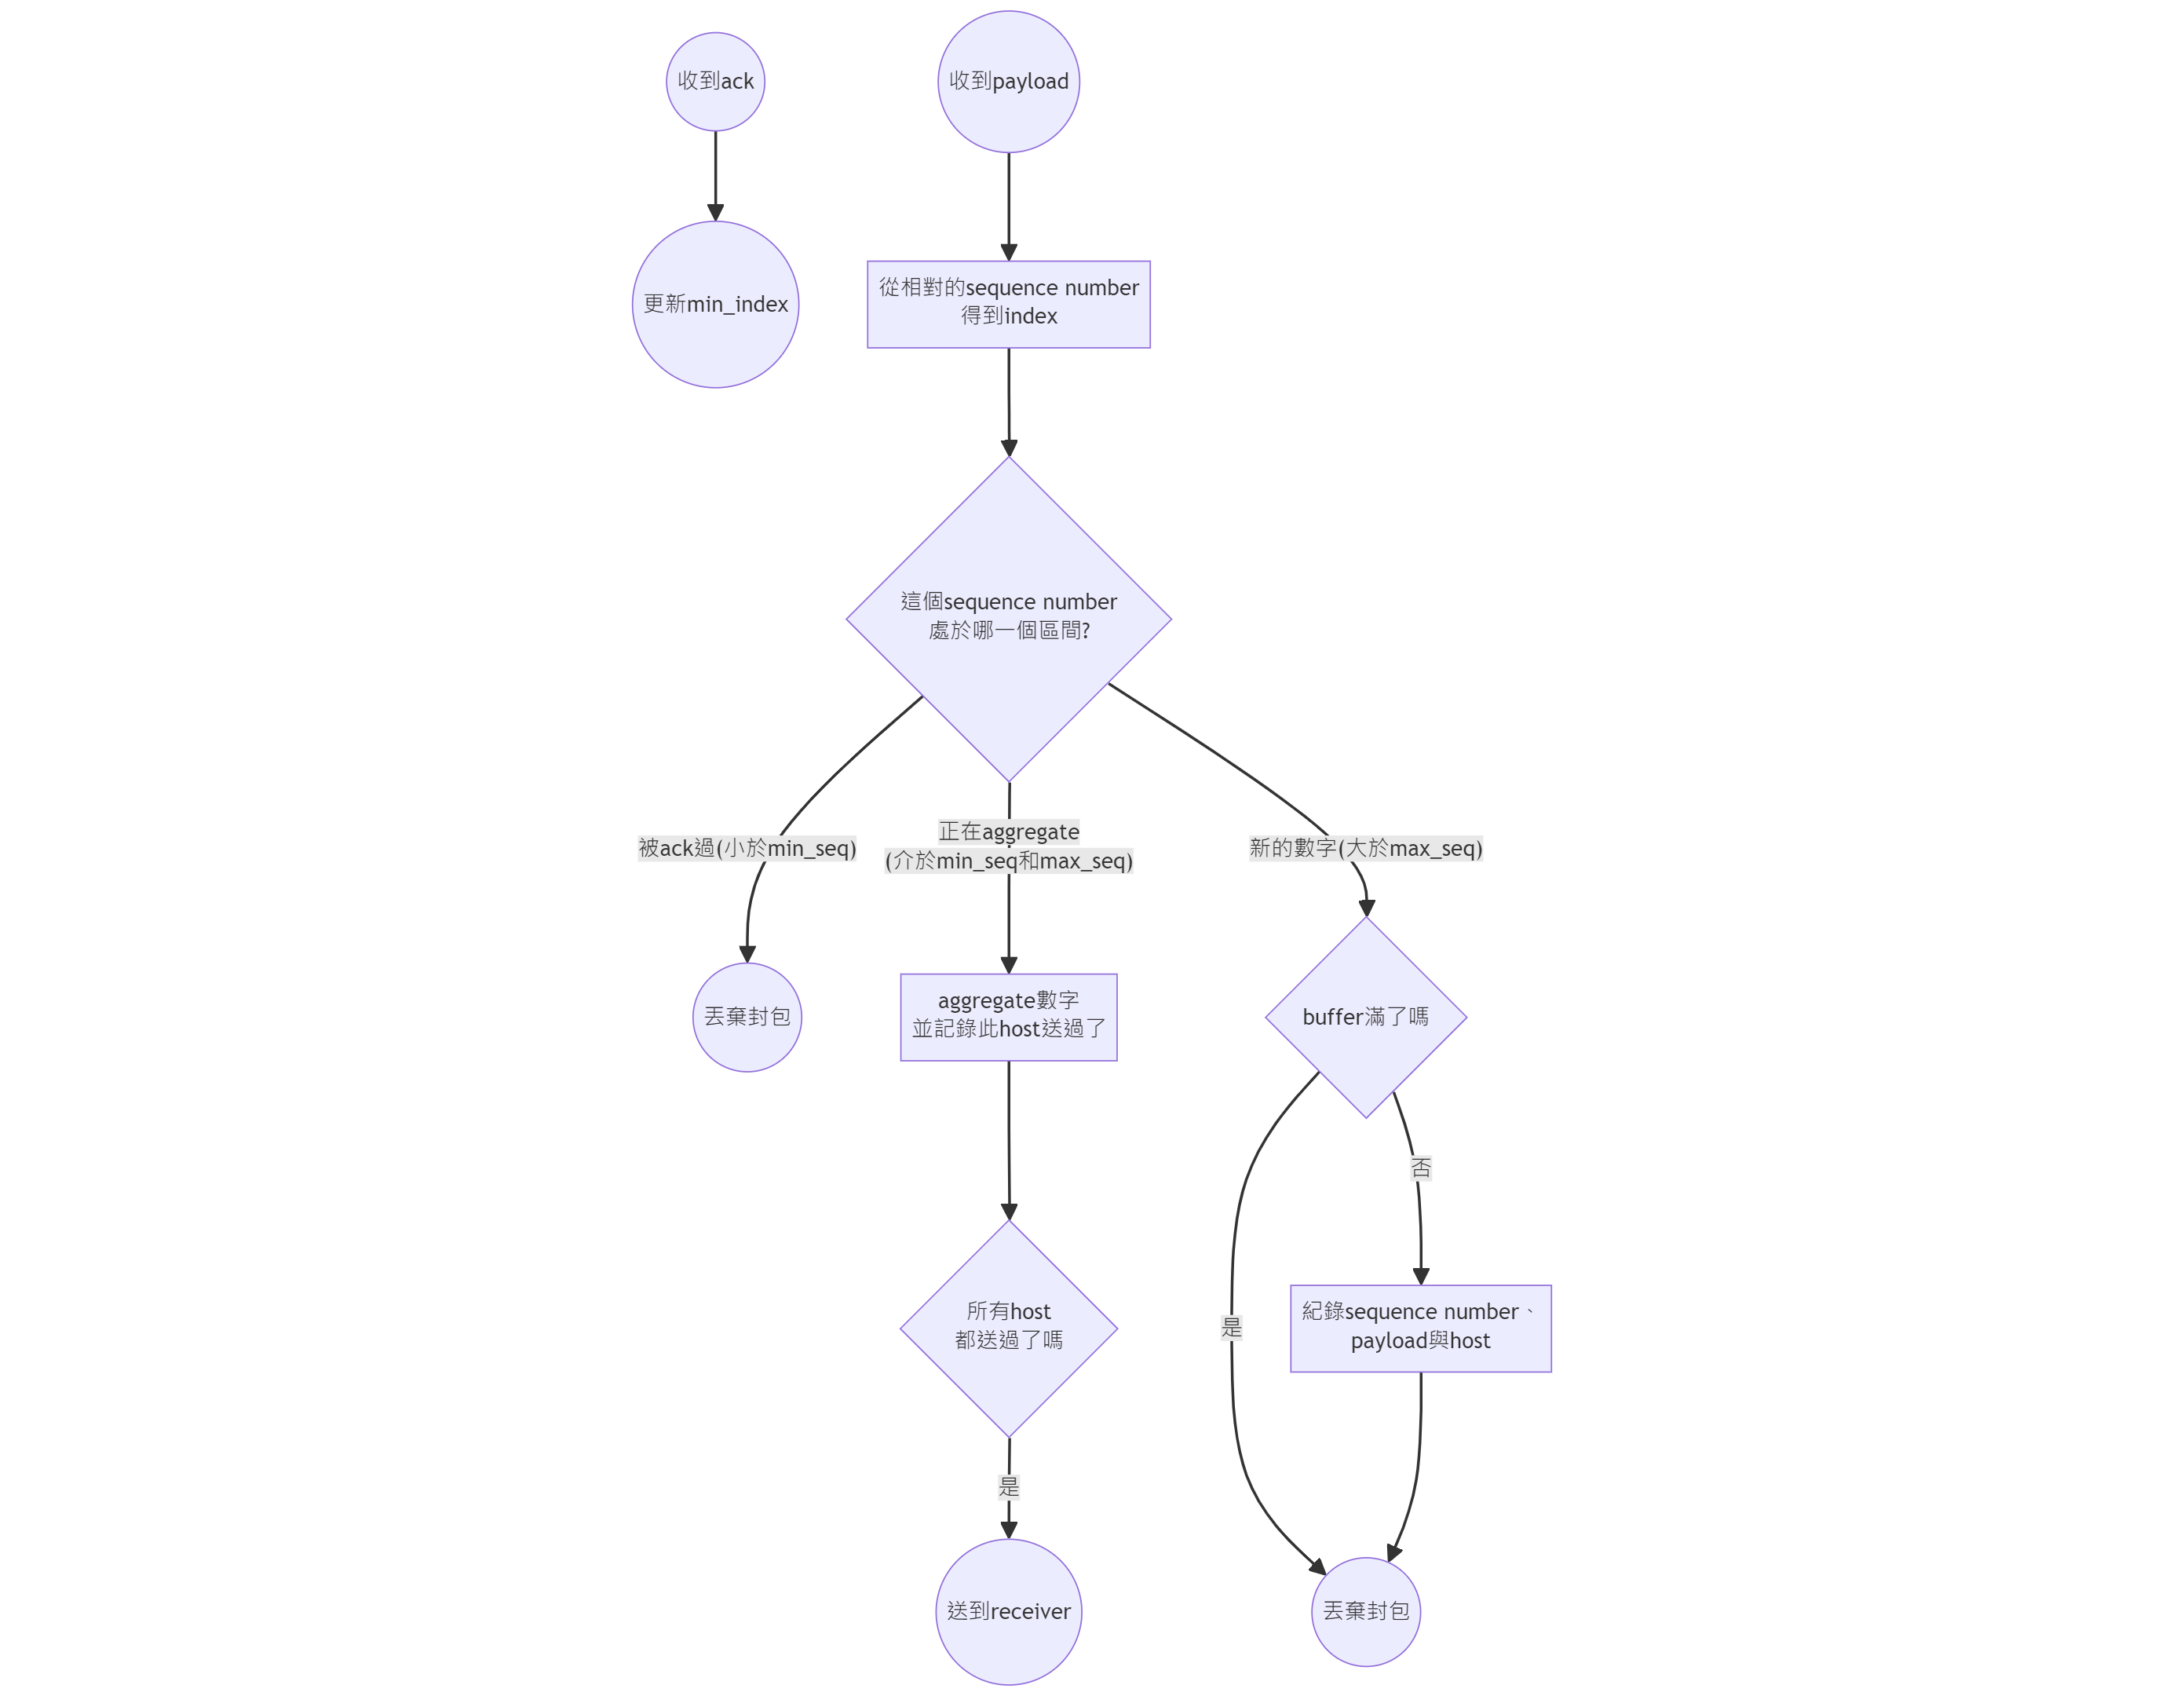 收到ack
收到payload
更新min_index
從相對的sequence number
得到index
這個sequence number
處於哪一個區間?
被ack過(小於min_seq)
正在aggregate
(介於min_seq和max_seq)
新的數字(大於max_seq)
丟棄封包
aggregate數字
並記錄此host送過了
buffer滿了嗎
否
所有host
都送過了嗎
是
紀錄sequence number、
payload與host
是
送到receiver
丟棄封包